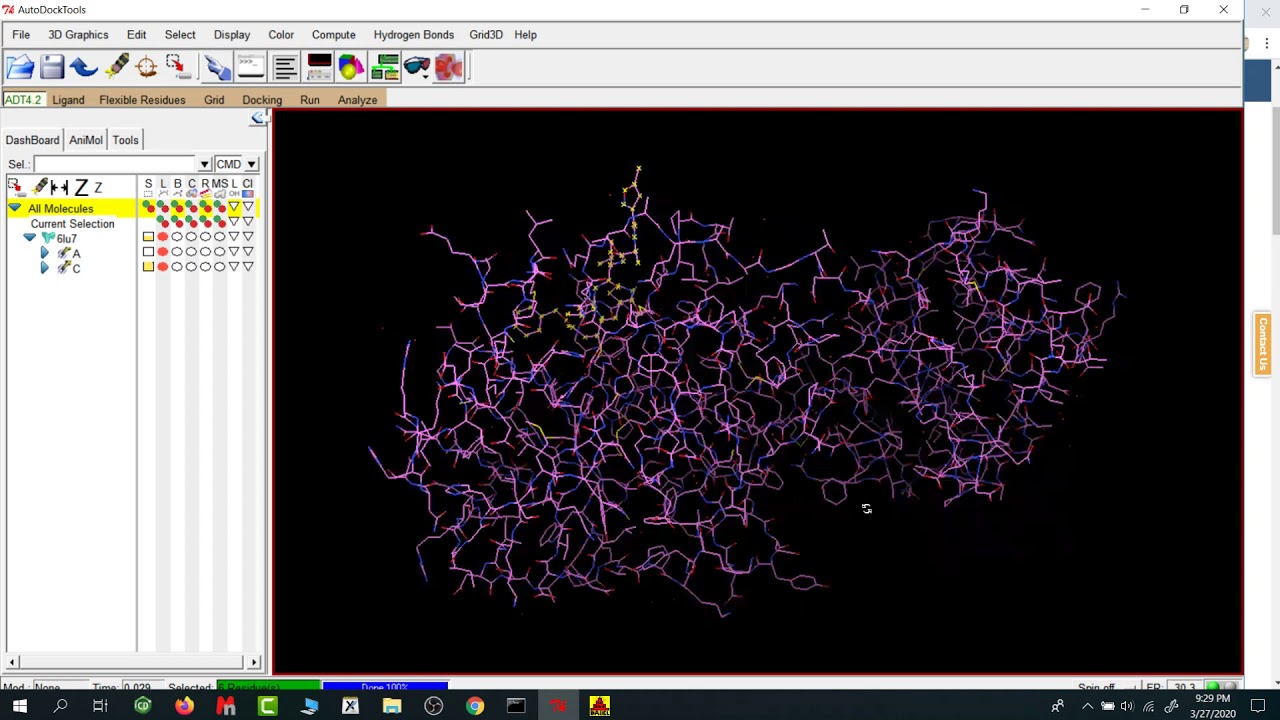 AutoDockTools
File 3D Graphics Edit Select Display Color Compute Hydrogen Bonds Grid3D Help
ADT4.2 Ligand Flexible Residues Grid Docking Run Analyze
DashBoard AniMol Tools
Sel.: CMD
Z Z S L B C R MS L Cl
All Molecules
Current Selection
6lu7
A
C
Contact Us
Mod.: None Time: 0.029 Selected: 6 Residue(s) Done 100% Spin off FR: 30.3
9:29 PM
3/27/2020